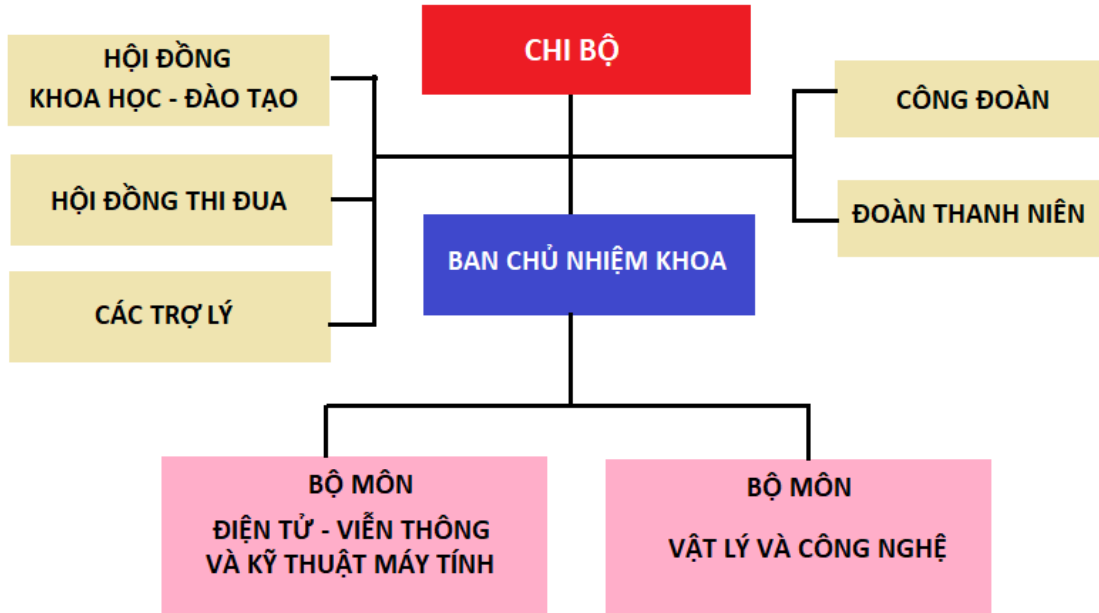 CHI BỘ
HỘI ĐỒNG
KHOA HỌC - ĐÀO TẠO
CÔNG ĐOÀN
HỘI ĐỒNG THI ĐUA
ĐOÀN THANH NIÊN
BAN CHỦ NHIỆM KHOA
CÁC TRỢ LÝ
BỘ MÔN
ĐIỆN TỬ - VIỄN THÔNG
VÀ KỸ THUẬT MÁY TÍNH
BỘ MÔN
VẬT LÝ VÀ CÔNG NGHỆ